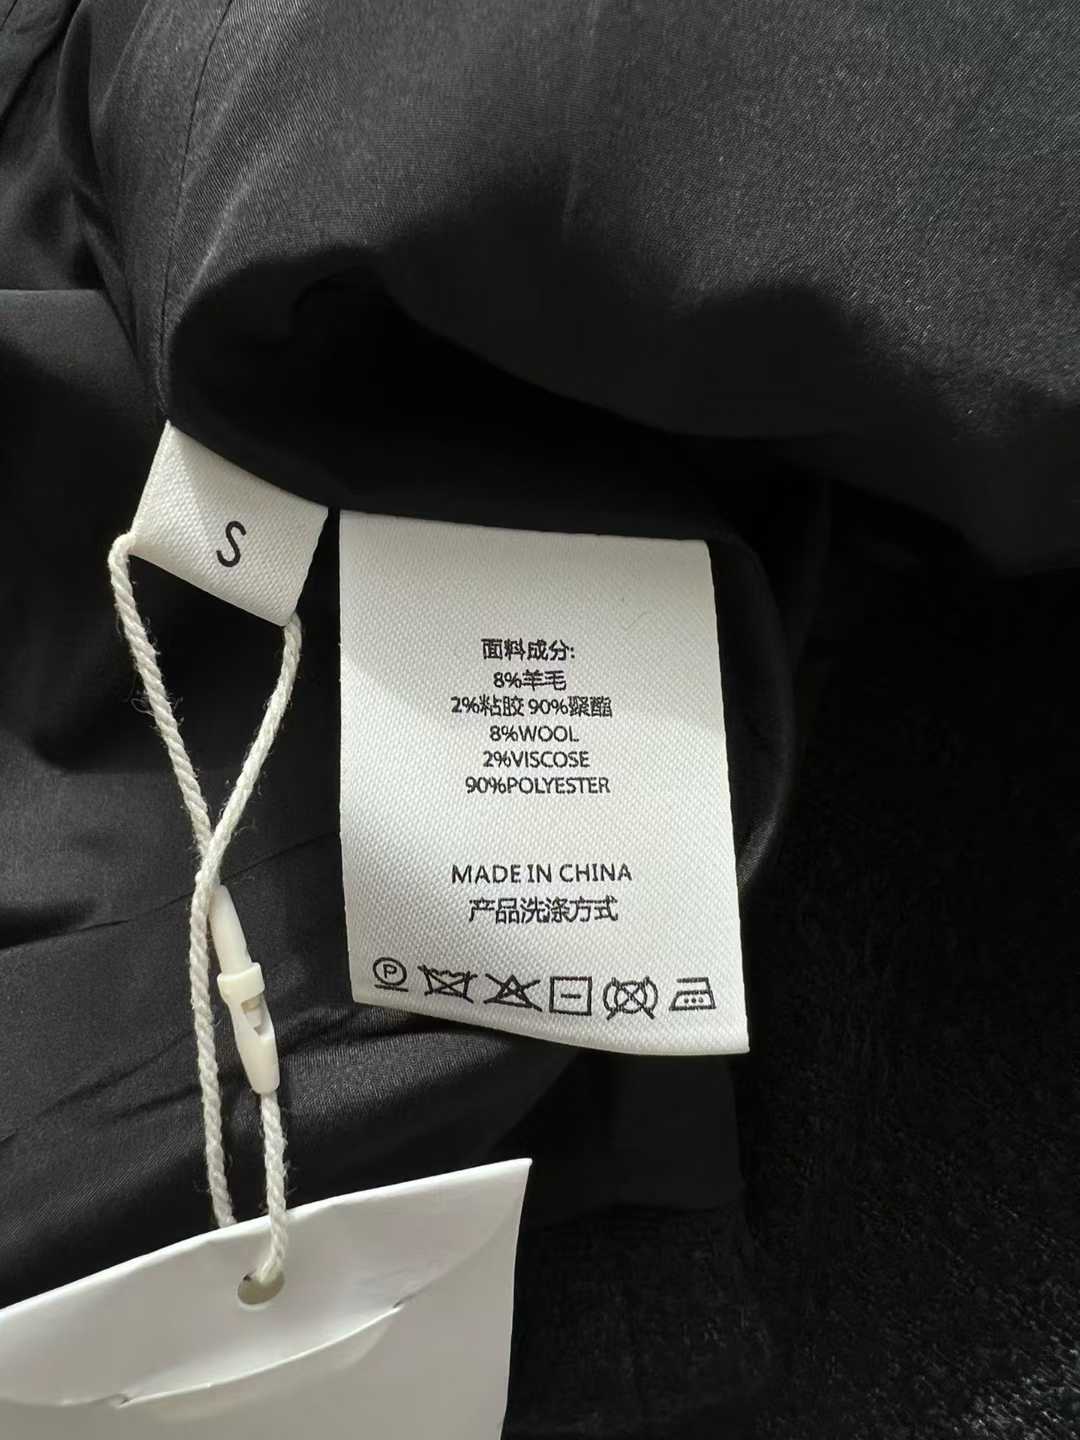 S
面料成分:
8%羊毛
2%粘胶 90%聚酯
8%WOOL
2%VISCOSE
90%POLYESTER
MADE IN CHINA
产品洗涤方式
P